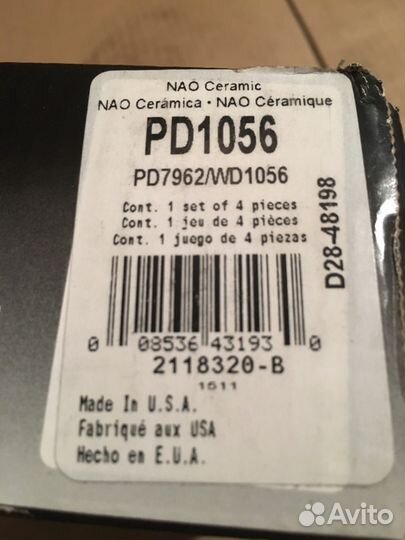 NAO Ceramic
NAO Cerámica • NAO Céramique
PD1056
PD7962/WD1056
Cont. 1 set of 4 pieces
Cont. 1 jeu de 4 pièces
Cont. 1 juego de 4 piezas
D28-48198
0 08536 43193 0
2118320-B
1511
Made In U.S.A.
Fabriqué aux USA
Hecho en E.U.A.
Avito